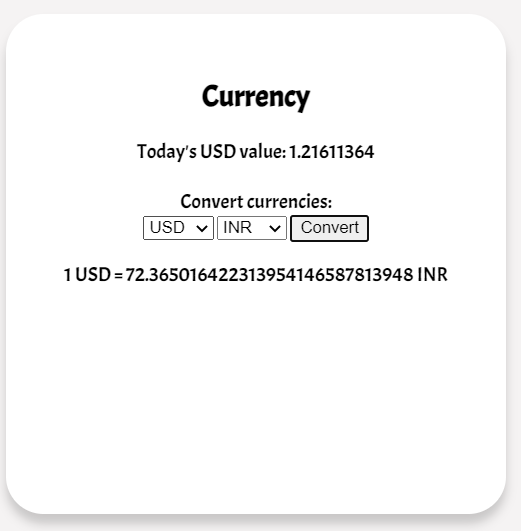 Currency
Today's USD value: 1.21611364
Convert currencies:
USD INR Convert
1 USD = 72.365016422313954146587813948 INR